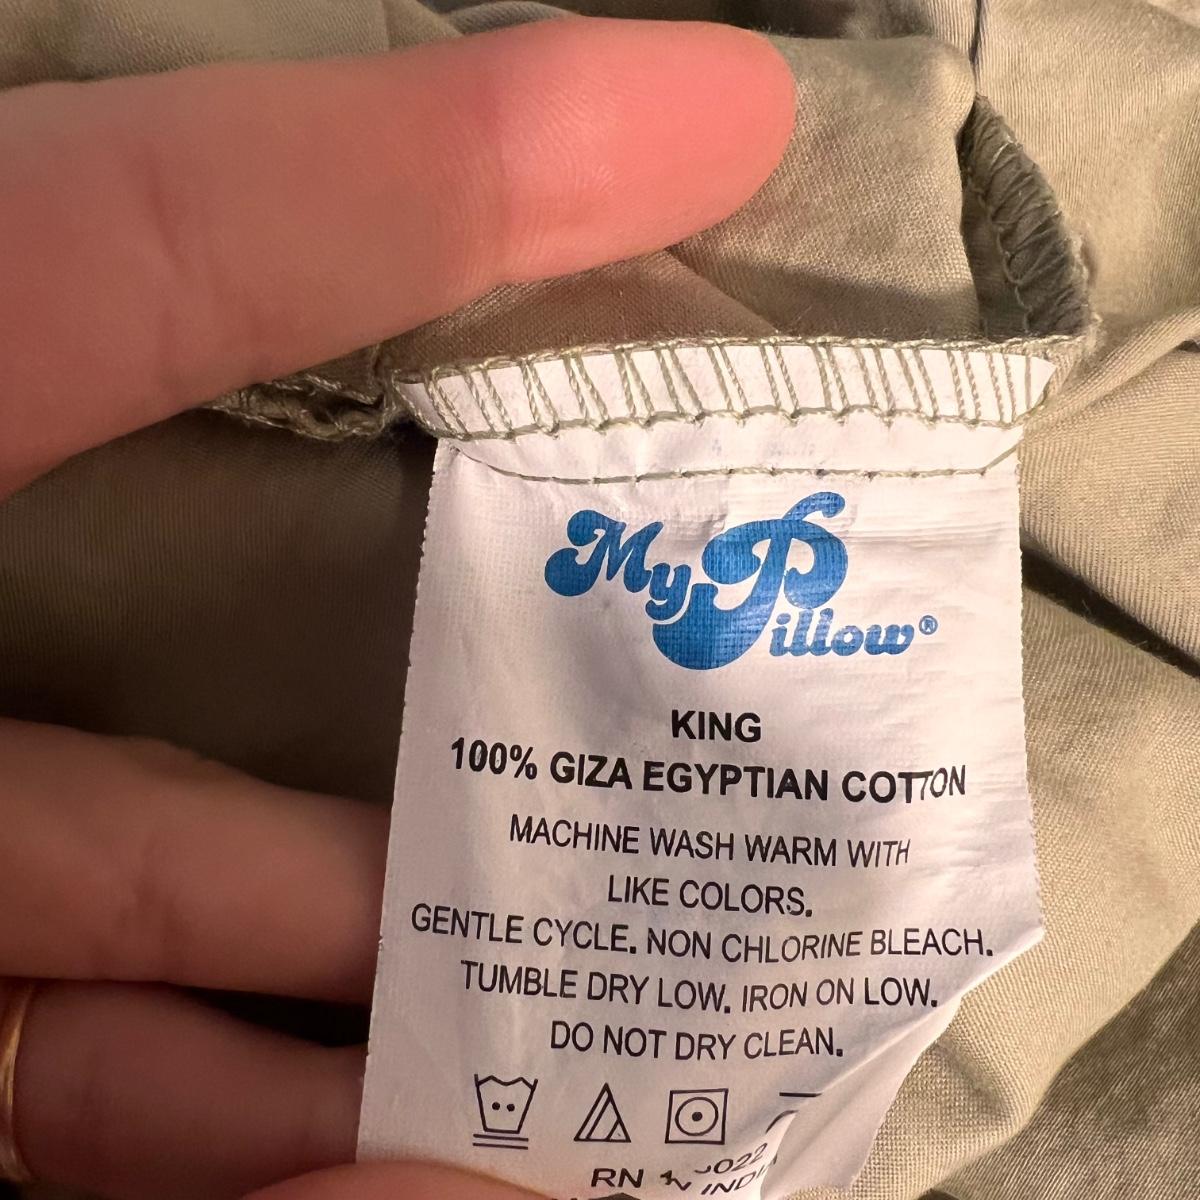 MyPillow®
KING
100% GIZA EGYPTIAN COTTON
MACHINE WASH WARM WITH
LIKE COLORS.
GENTLE CYCLE. NON CHLORINE BLEACH.
TUMBLE DRY LOW. IRON ON LOW.
DO NOT DRY CLEAN.
RN